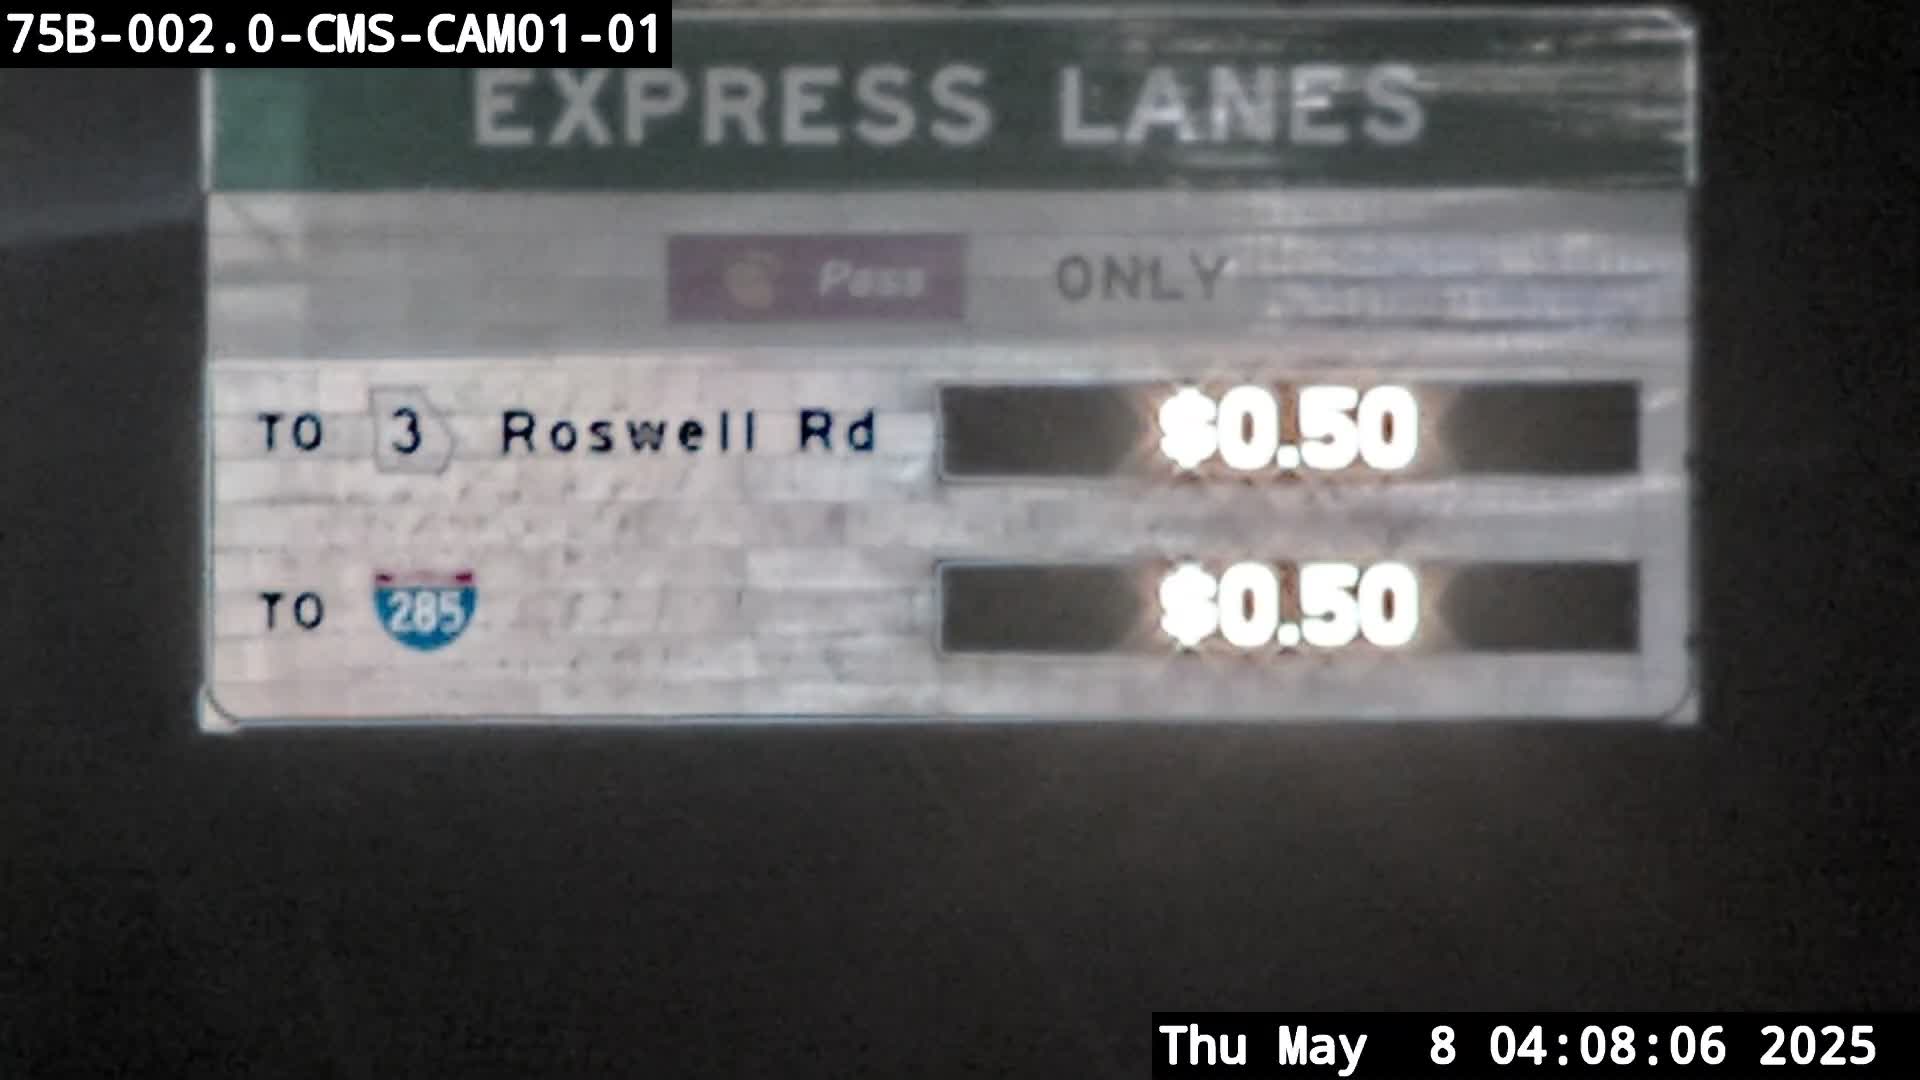 75B-002.0-CMS-CAM01-01
EXPRESS LANES
Pass ONLY
TO 3 Roswell Rd $0.50
TO 285 $0.50
Thu May 8 04:08:06 2025